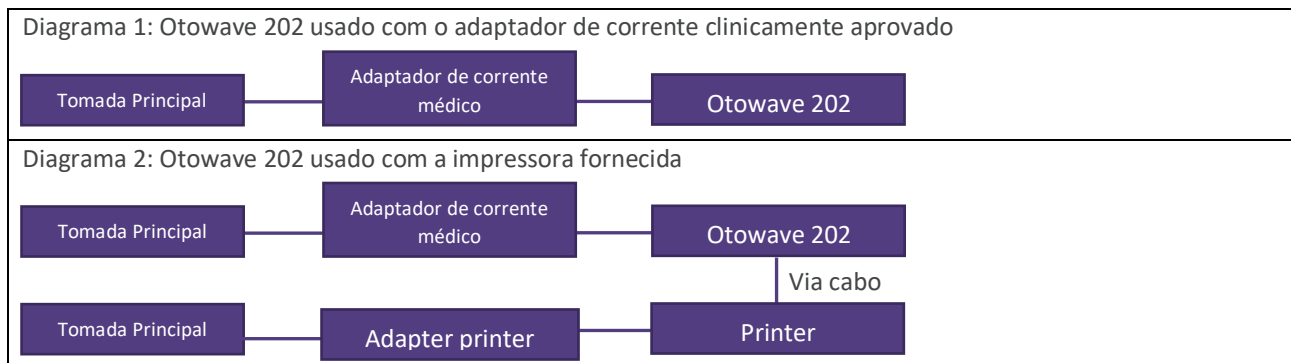 Diagrama 1: Otowave 202 usado com o adaptador de corrente clinicamente aprovado
Tomada Principal
Adaptador de corrente
médico
Otowave 202
Diagrama 2: Otowave 202 usado com a impressora fornecida
Tomada Principal
Adaptador de corrente
médico
Otowave 202
Via cabo
Tomada Principal
Adapter printer
Printer